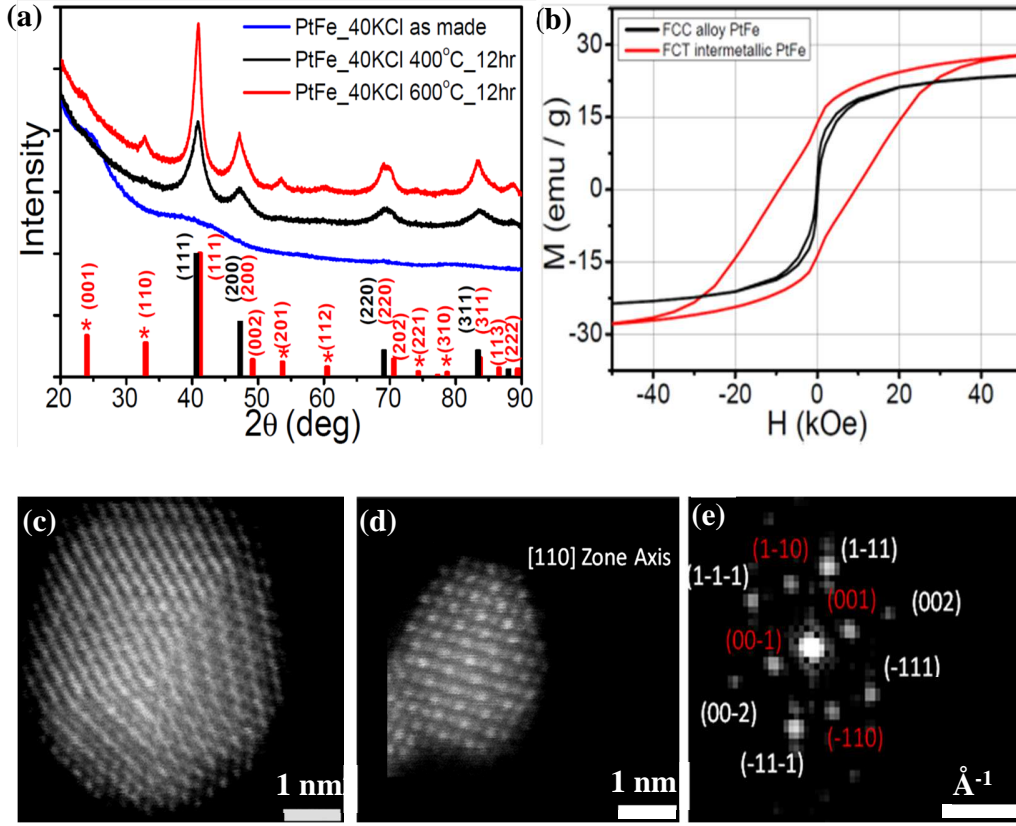 (a)
PtFe_40KCl as made
PtFe_40KCl 400°C_12hr
PtFe_40KCl 600°C_12hr
Intensity
* (001)
* (110)
(111)
(111)
(200)
(200)
(002)
*(201)
*(112)
(220)
(220)
(202)
*(221)
*(310)
(311)
(311)
(113)
(222)
20 30 40 50 60 70 80 90
2θ (deg)
(b)
FCC alloy PtFe
FCT intermetallic PtFe
M (emu / g)
30
15
0
-15
-30
-40 -20 0 20 40
H (kOe)
(c)
1 nm
(d)
[110] Zone Axis
1 nm
(e)
(1-10)
(1-11)
(1-1-1)
(001)
(002)
(00-1)
(-111)
(00-2)
(-110)
(-11-1)
Å-1